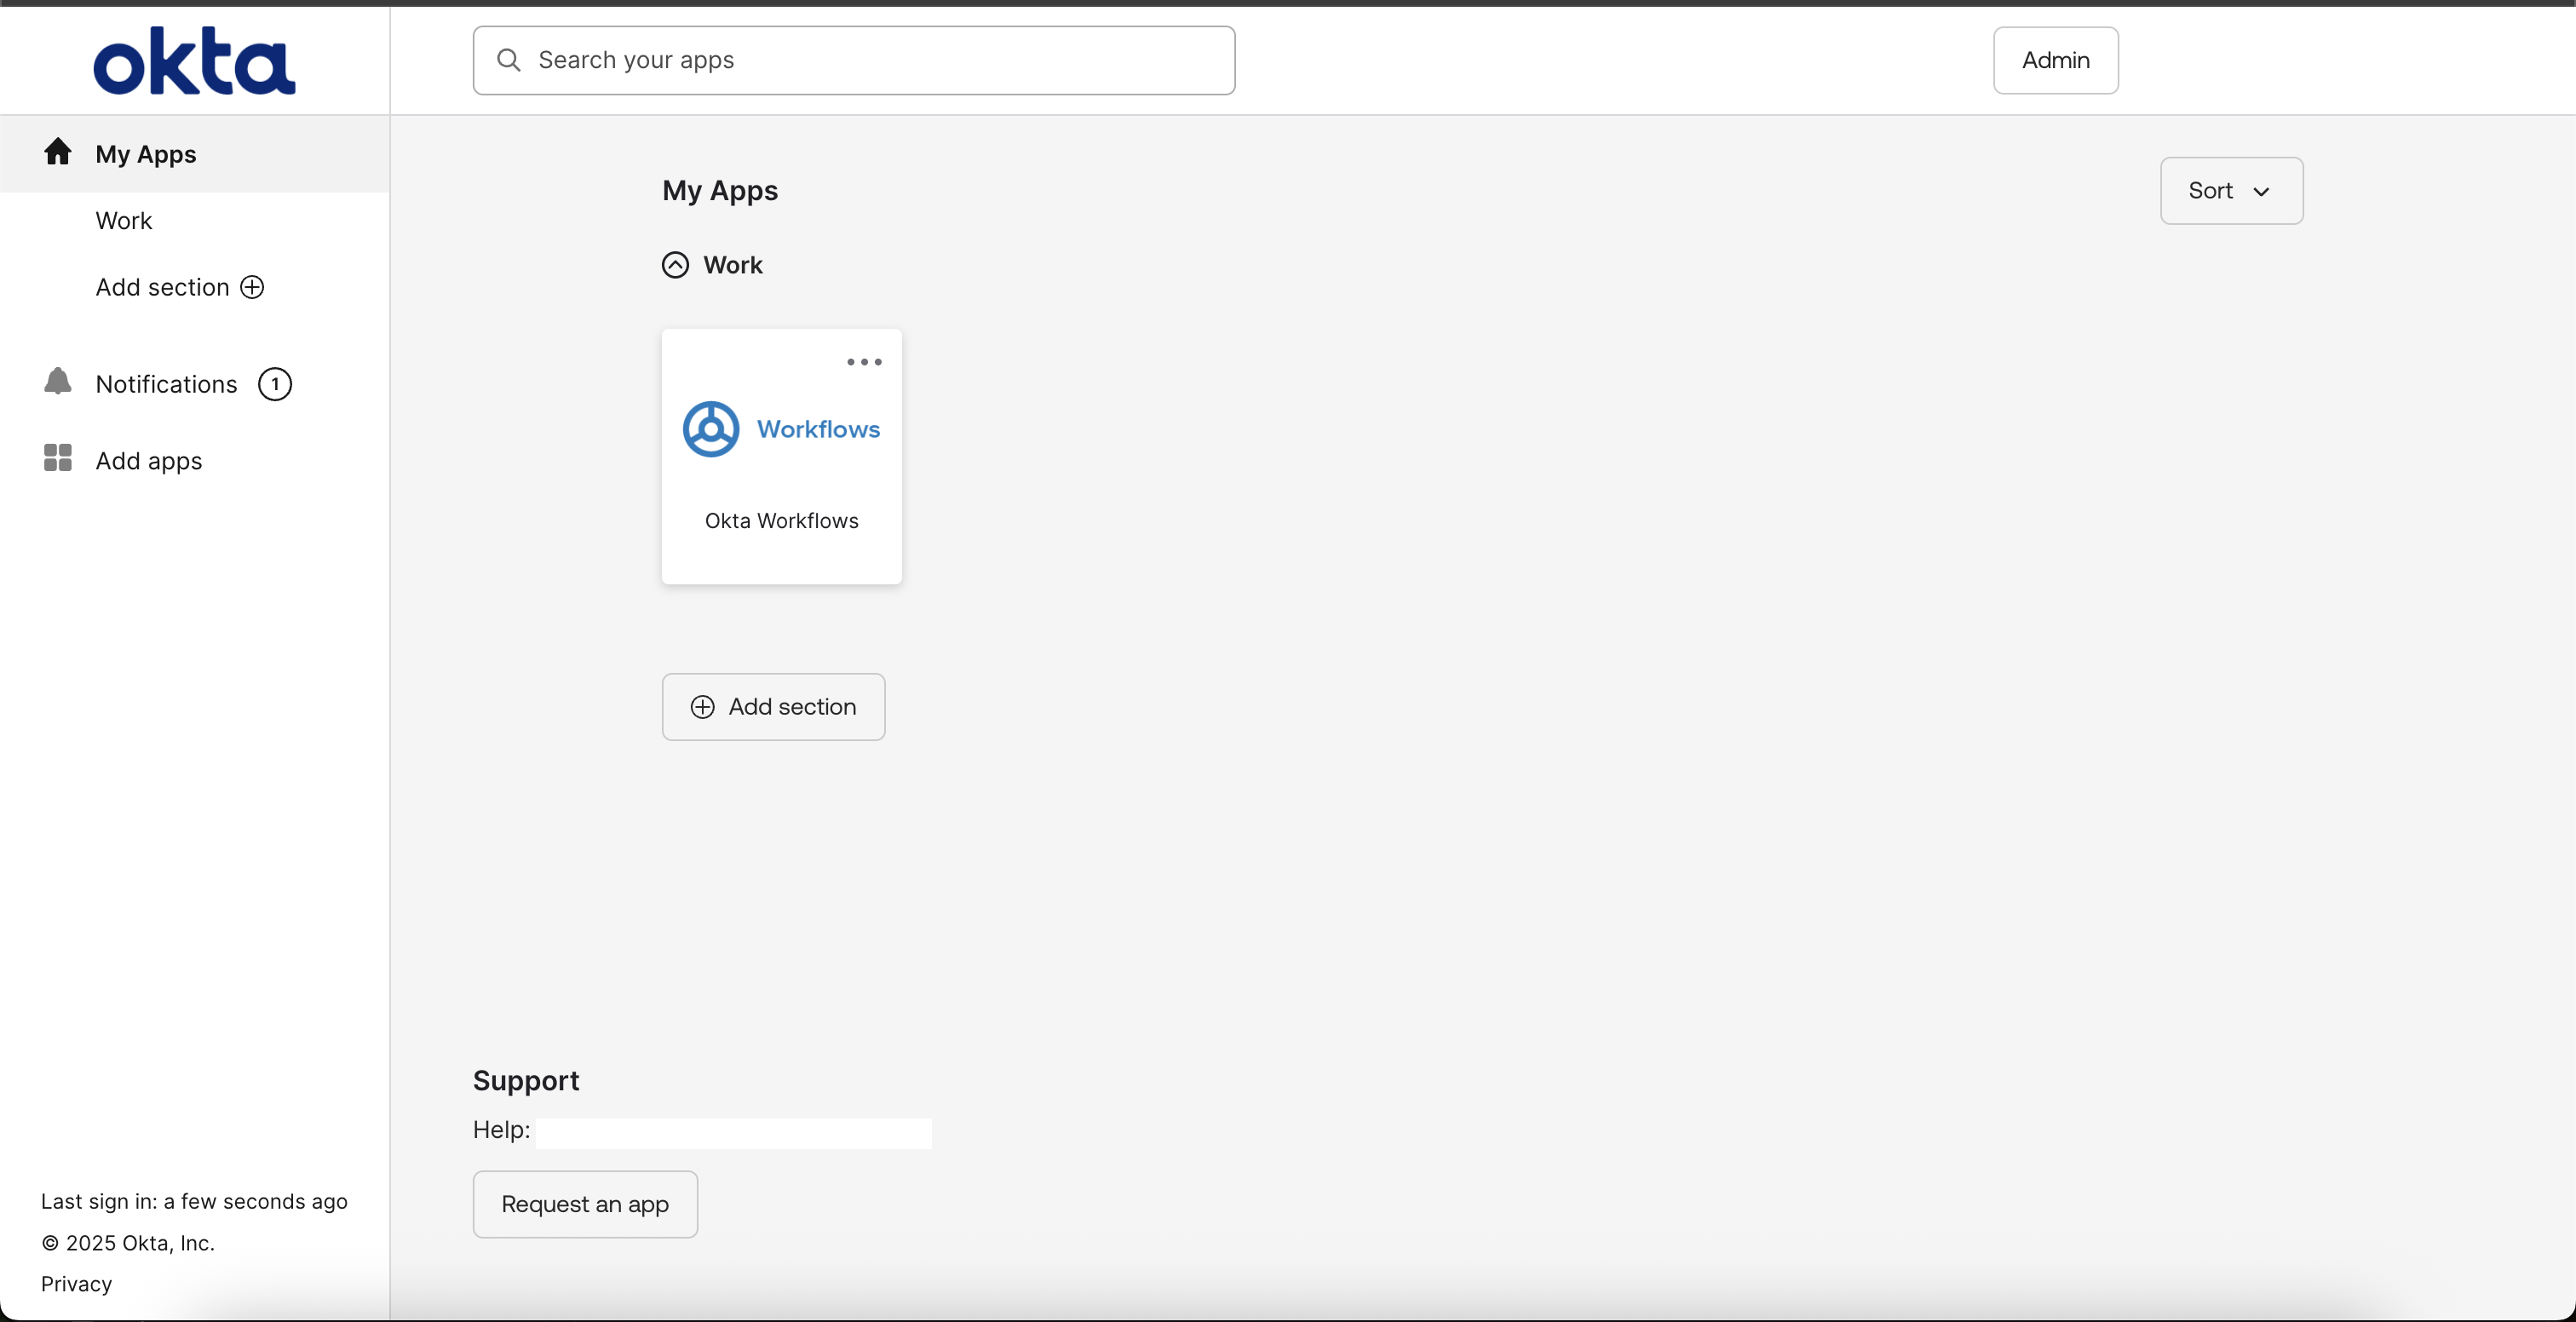 okta
Search your apps
Admin
My Apps
Work
Add section
Notifications 1
Add apps
My Apps
Sort
Work
Workflows
Okta Workflows
Add section
Support
Help:
Request an app
Last sign in: a few seconds ago
© 2025 Okta, Inc.
Privacy